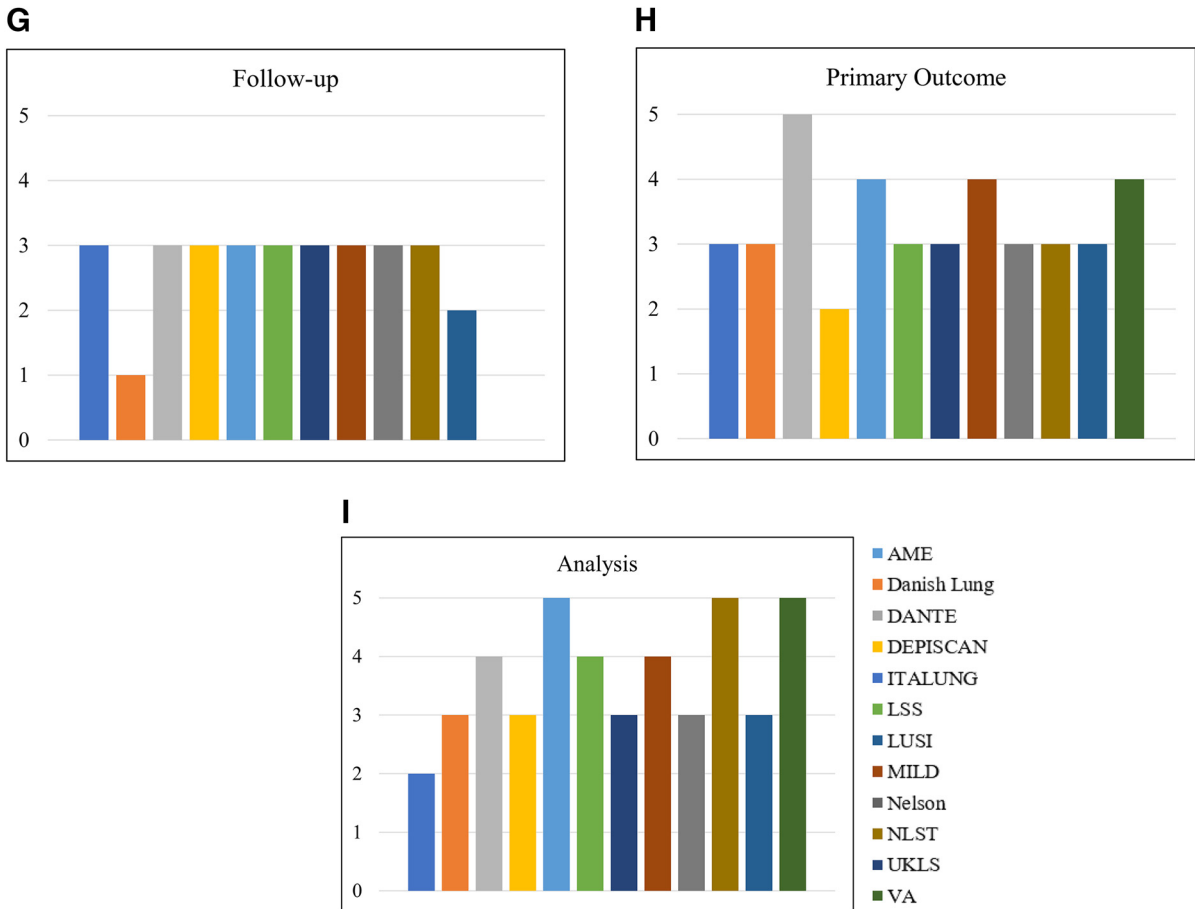 G
Follow-up
5
4
3
2
1
0
H
Primary Outcome
5
4
3
2
1
0
I
Analysis
5
4
3
2
1
0
AME
Danish Lung
DANTE
DEPISCAN
ITALUNG
LSS
LUSI
MILD
Nelson
NLST
UKLS
VA